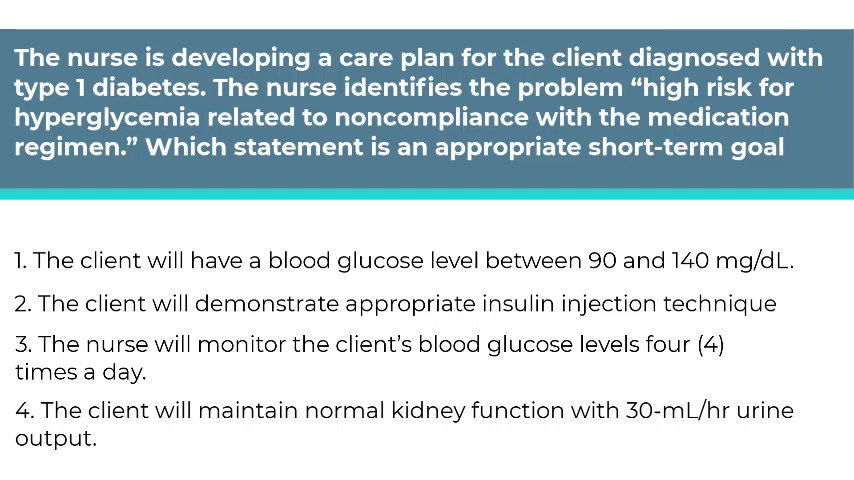 The nurse is developing a care plan for the client diagnosed with
type 1 diabetes. The nurse identifies the problem “high risk for
hyperglycemia related to noncompliance with the medication
regimen.” Which statement is an appropriate short-term goal
1. The client will have a blood glucose level between 90 and 140 mg/dL.
2. The client will demonstrate appropriate insulin injection technique
3. The nurse will monitor the client’s blood glucose levels four (4)
times a day.
4. The client will maintain normal kidney function with 30-mL/hr urine
output.